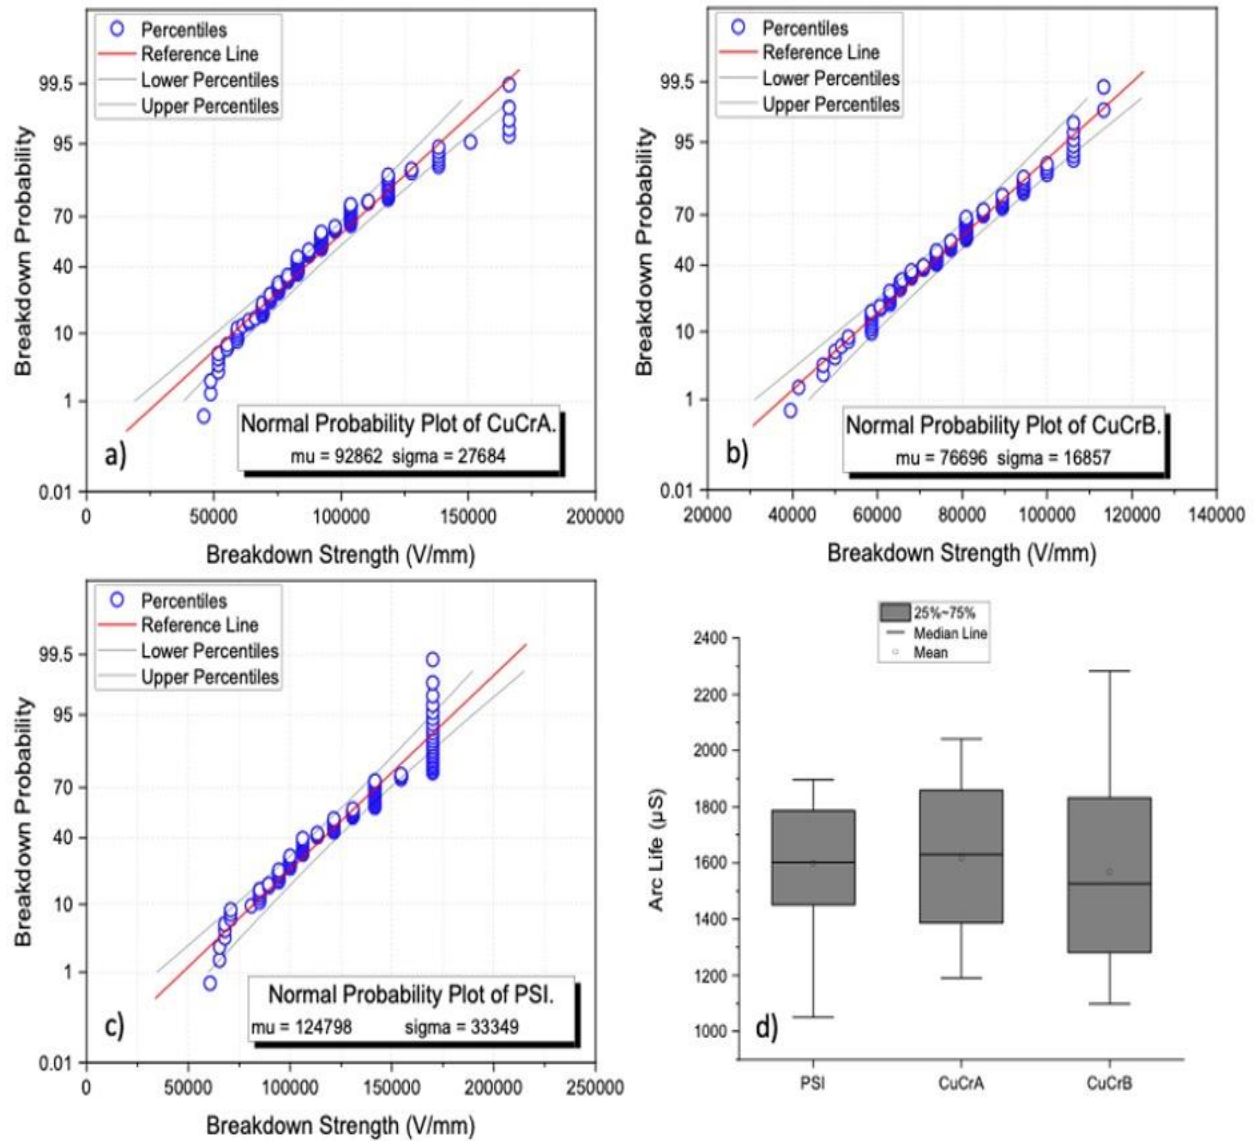 Percentiles
Reference Line
Lower Percentiles
Upper Percentiles
99.5
95
70
40
10
1
0.01
Breakdown Probability
Normal Probability Plot of CuCrA.
mu = 92862 sigma = 27684
a)
0 50000 100000 150000 200000
Breakdown Strength (V/mm)
Percentiles
Reference Line
Lower Percentiles
Upper Percentiles
99.5
95
70
40
10
1
0.01
Breakdown Probability
Normal Probability Plot of CuCrB.
mu = 76696 sigma = 16857
b)
20000 40000 60000 80000 100000 120000 140000
Breakdown Strength (V/mm)
Percentiles
Reference Line
Lower Percentiles
Upper Percentiles
99.5
95
70
40
10
1
0.01
Breakdown Probability
Normal Probability Plot of PSI.
mu = 124798 sigma = 33349
c)
0 50000 100000 150000 200000 250000
Breakdown Strength (V/mm)
25%~75%
Median Line
Mean
2400
2200
2000
1800
1600
1400
1200
1000
Arc Life (µS)
d)
PSI CuCrA CuCrB